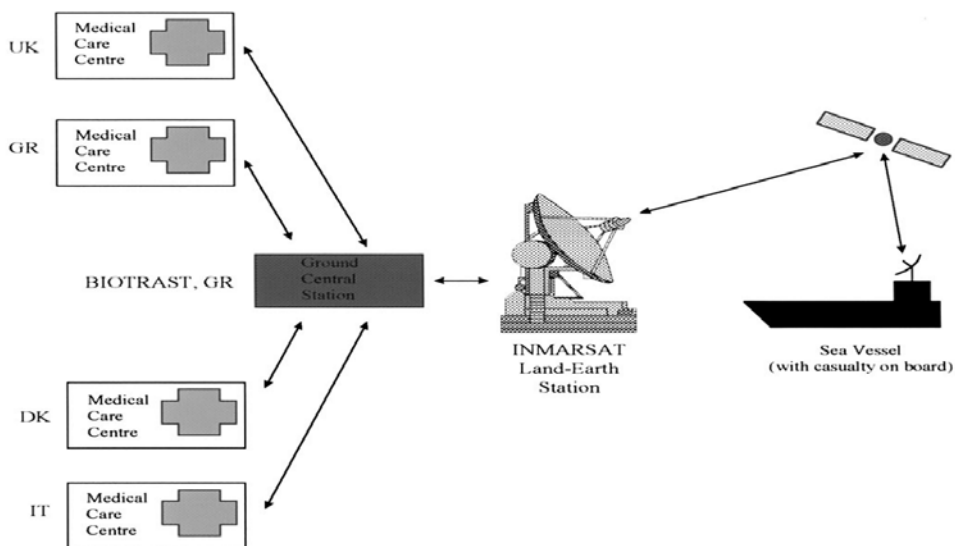 UK
Medical
Care
Centre
GR
Medical
Care
Centre
BIOTRAST, GR
Ground
Central
Station
INMARSAT
Land-Earth
Station
Sea Vessel
(with casualty on board)
DK
Medical
Care
Centre
IT
Medical
Care
Centre